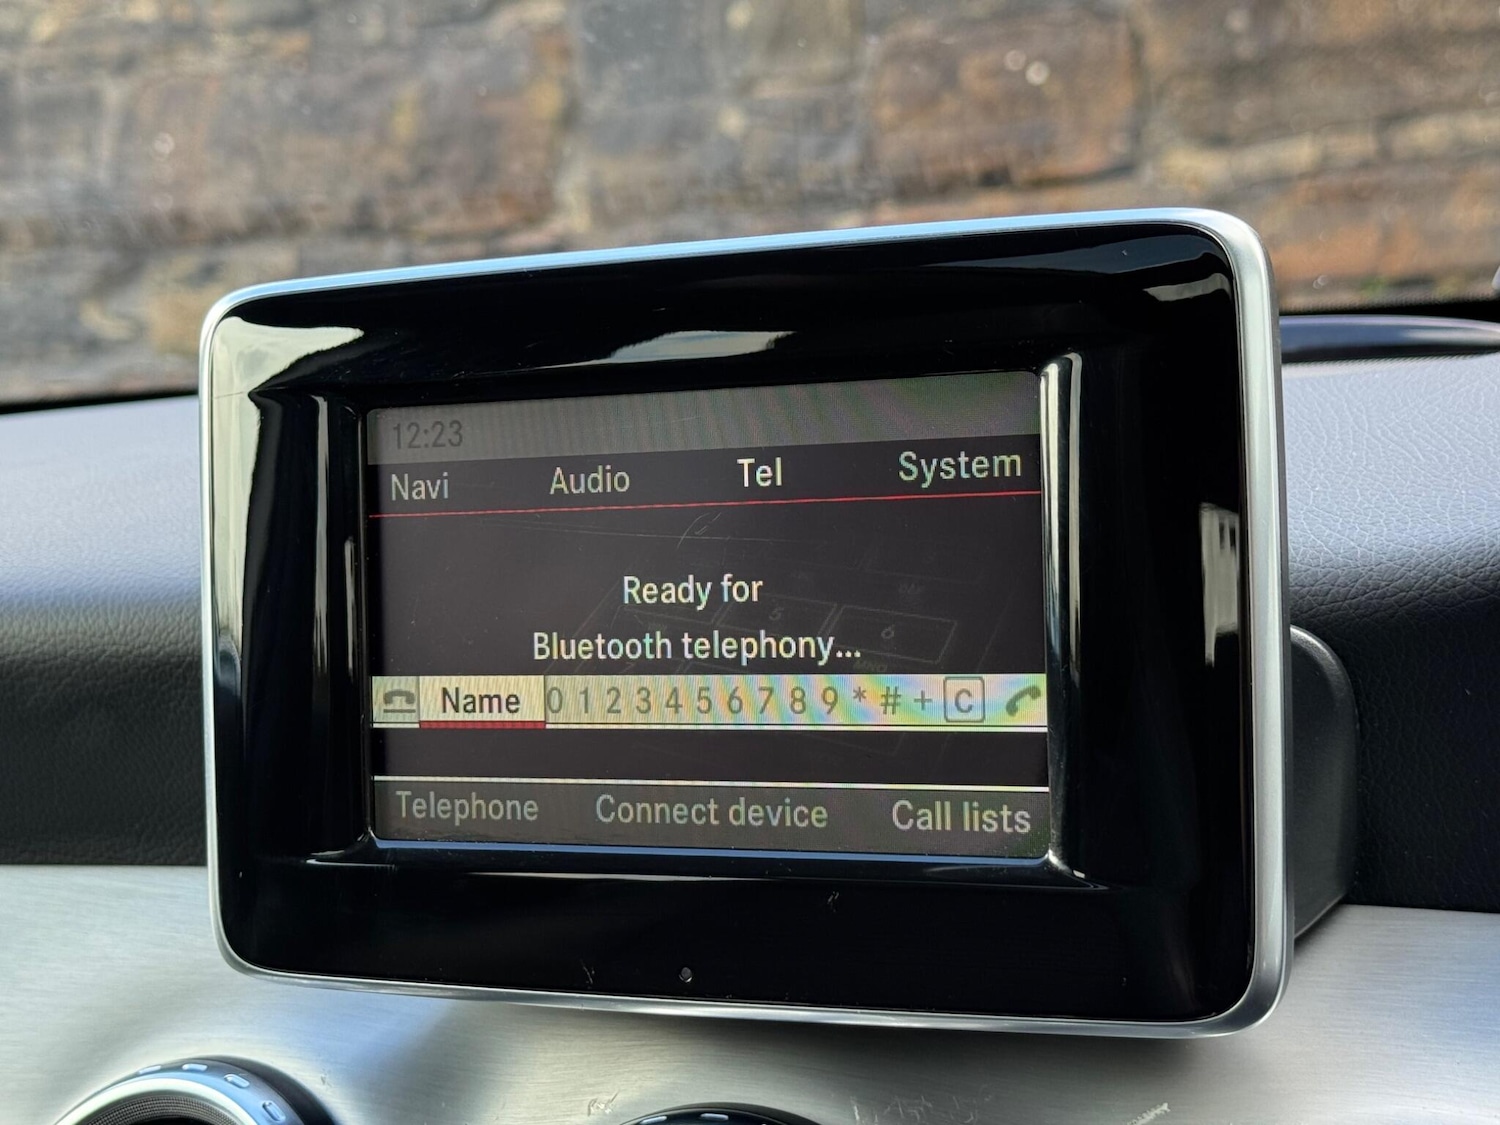 12:23
Navi Audio Tel System
Ready for
Bluetooth telephony...
Name 0 1 2 3 4 5 6 7 8 9 * # + C
Telephone Connect device Call lists